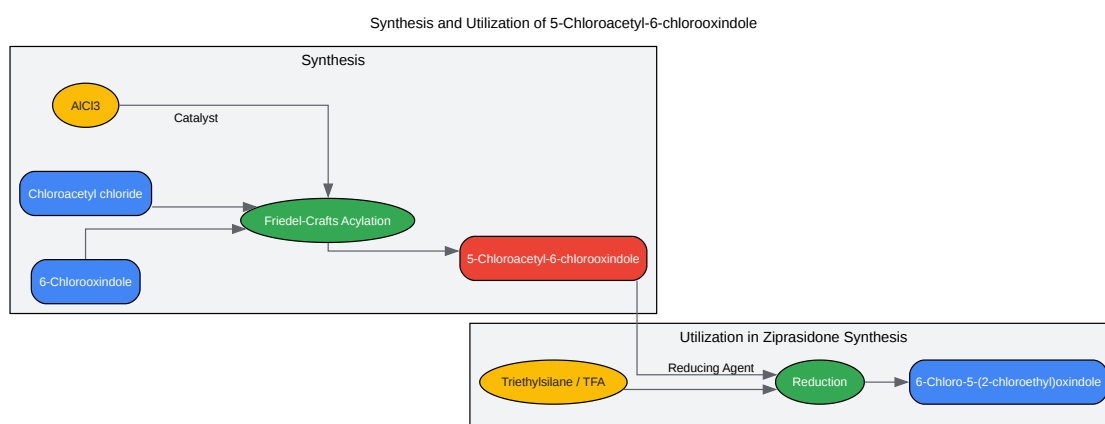 Synthesis and Utilization of 5-Chloroacetyl-6-chlorooxindole
Synthesis
AlCl3
Catalyst
Chloroacetyl chloride
Friedel-Crafts Acylation
6-Chlorooxindole
5-Chloroacetyl-6-chlorooxindole
Utilization in Ziprasidone Synthesis
Reducing Agent
Triethylsilane / TFA
Reduction
6-Chloro-5-(2-chloroethyl)oxindole